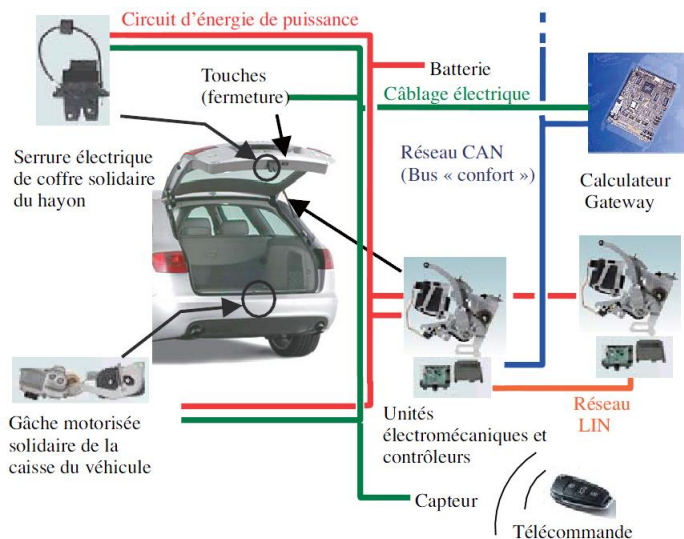 Circuit d’énergie de puissance
Touches
(fermeture)
Batterie
Câblage électrique
Serrure électrique
de coffre solidaire
du hayon
Réseau CAN
(Bus « confort »)
Calculateur
Gateway
Gâche motorisée
solidaire de la
caisse du véhicule
Unités
électromécaniques et
contrôleurs
Réseau
LIN
Capteur
Télécommande